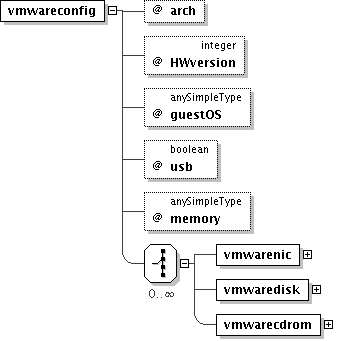 vmwareconfig
@ arch
integer
@ HWversion
anySimpleType
@ guestOS
boolean
@ usb
anySimpleType
@ memory
vmwarenic
0..∞
vmwaredisk
vmwarecdrom